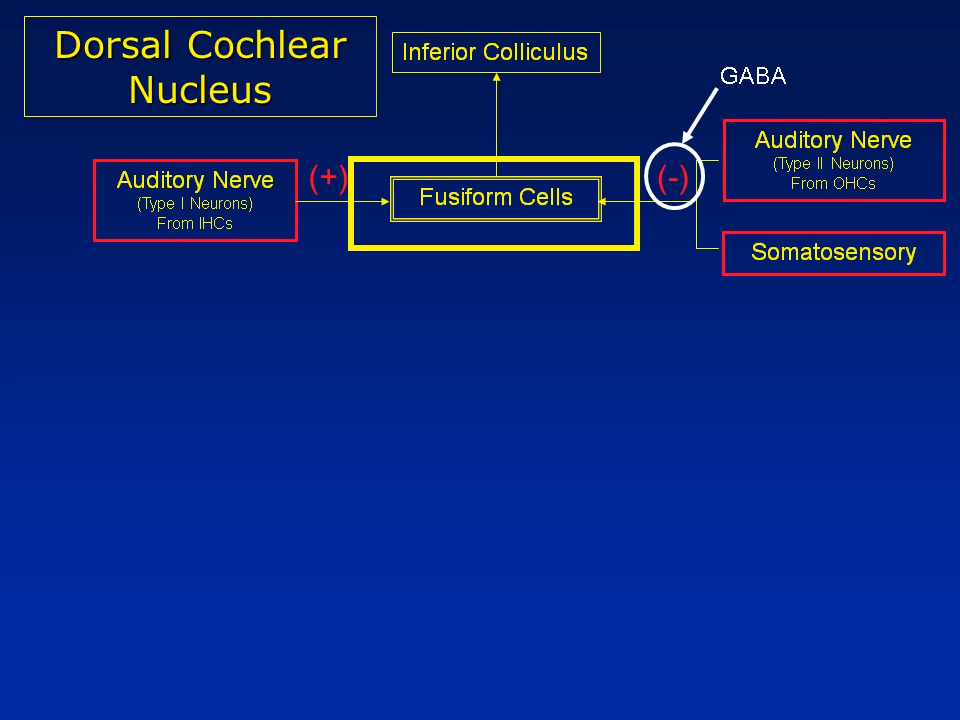 Dorsal Cochlear
Nucleus
Inferior Colliculus
GABA
Auditory Nerve
(Type I Neurons)
From IHCs
(+)
Fusiform Cells
(-)
Auditory Nerve
(Type II Neurons)
From OHCs
Somatosensory